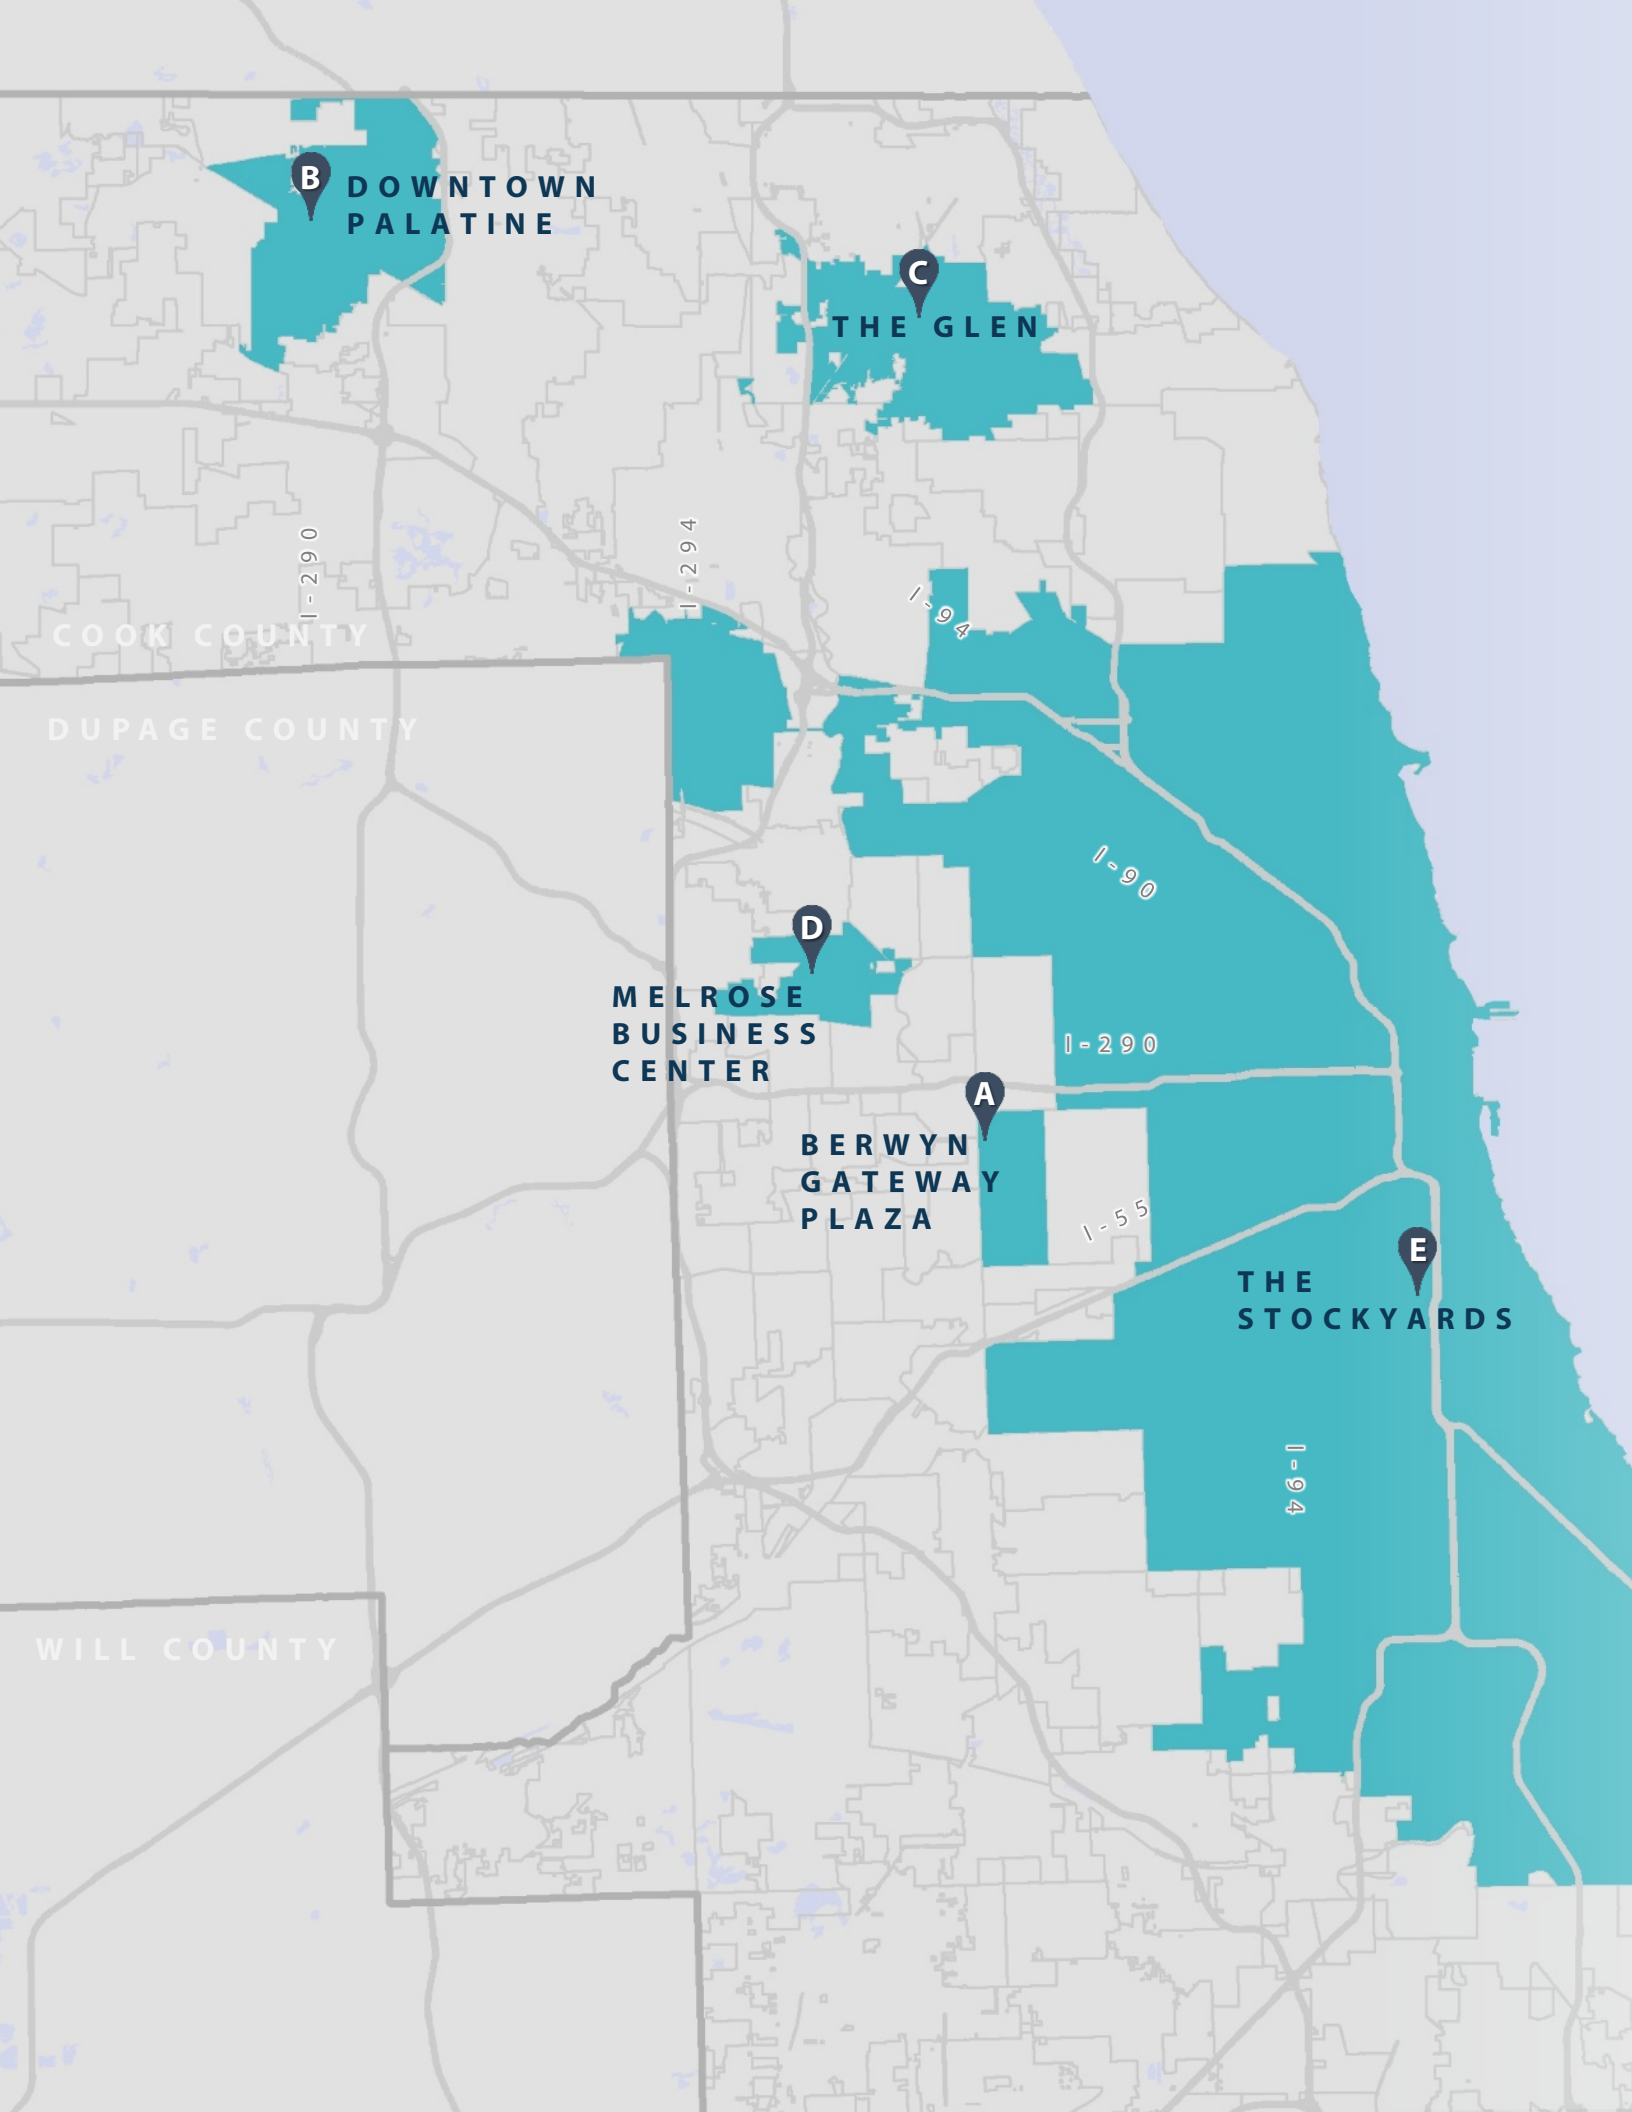 B
DOWNTOWN
PALATINE
C
THE GLEN
I-290
I-294
I-94
COOK COUNTY
DUPAGE COUNTY
I-90
D
MELROSE
BUSINESS
CENTER
I-290
A
BERWYN
GATEWAY
PLAZA
I-55
E
THE
STOCKYARDS
I-94
WILL COUNTY